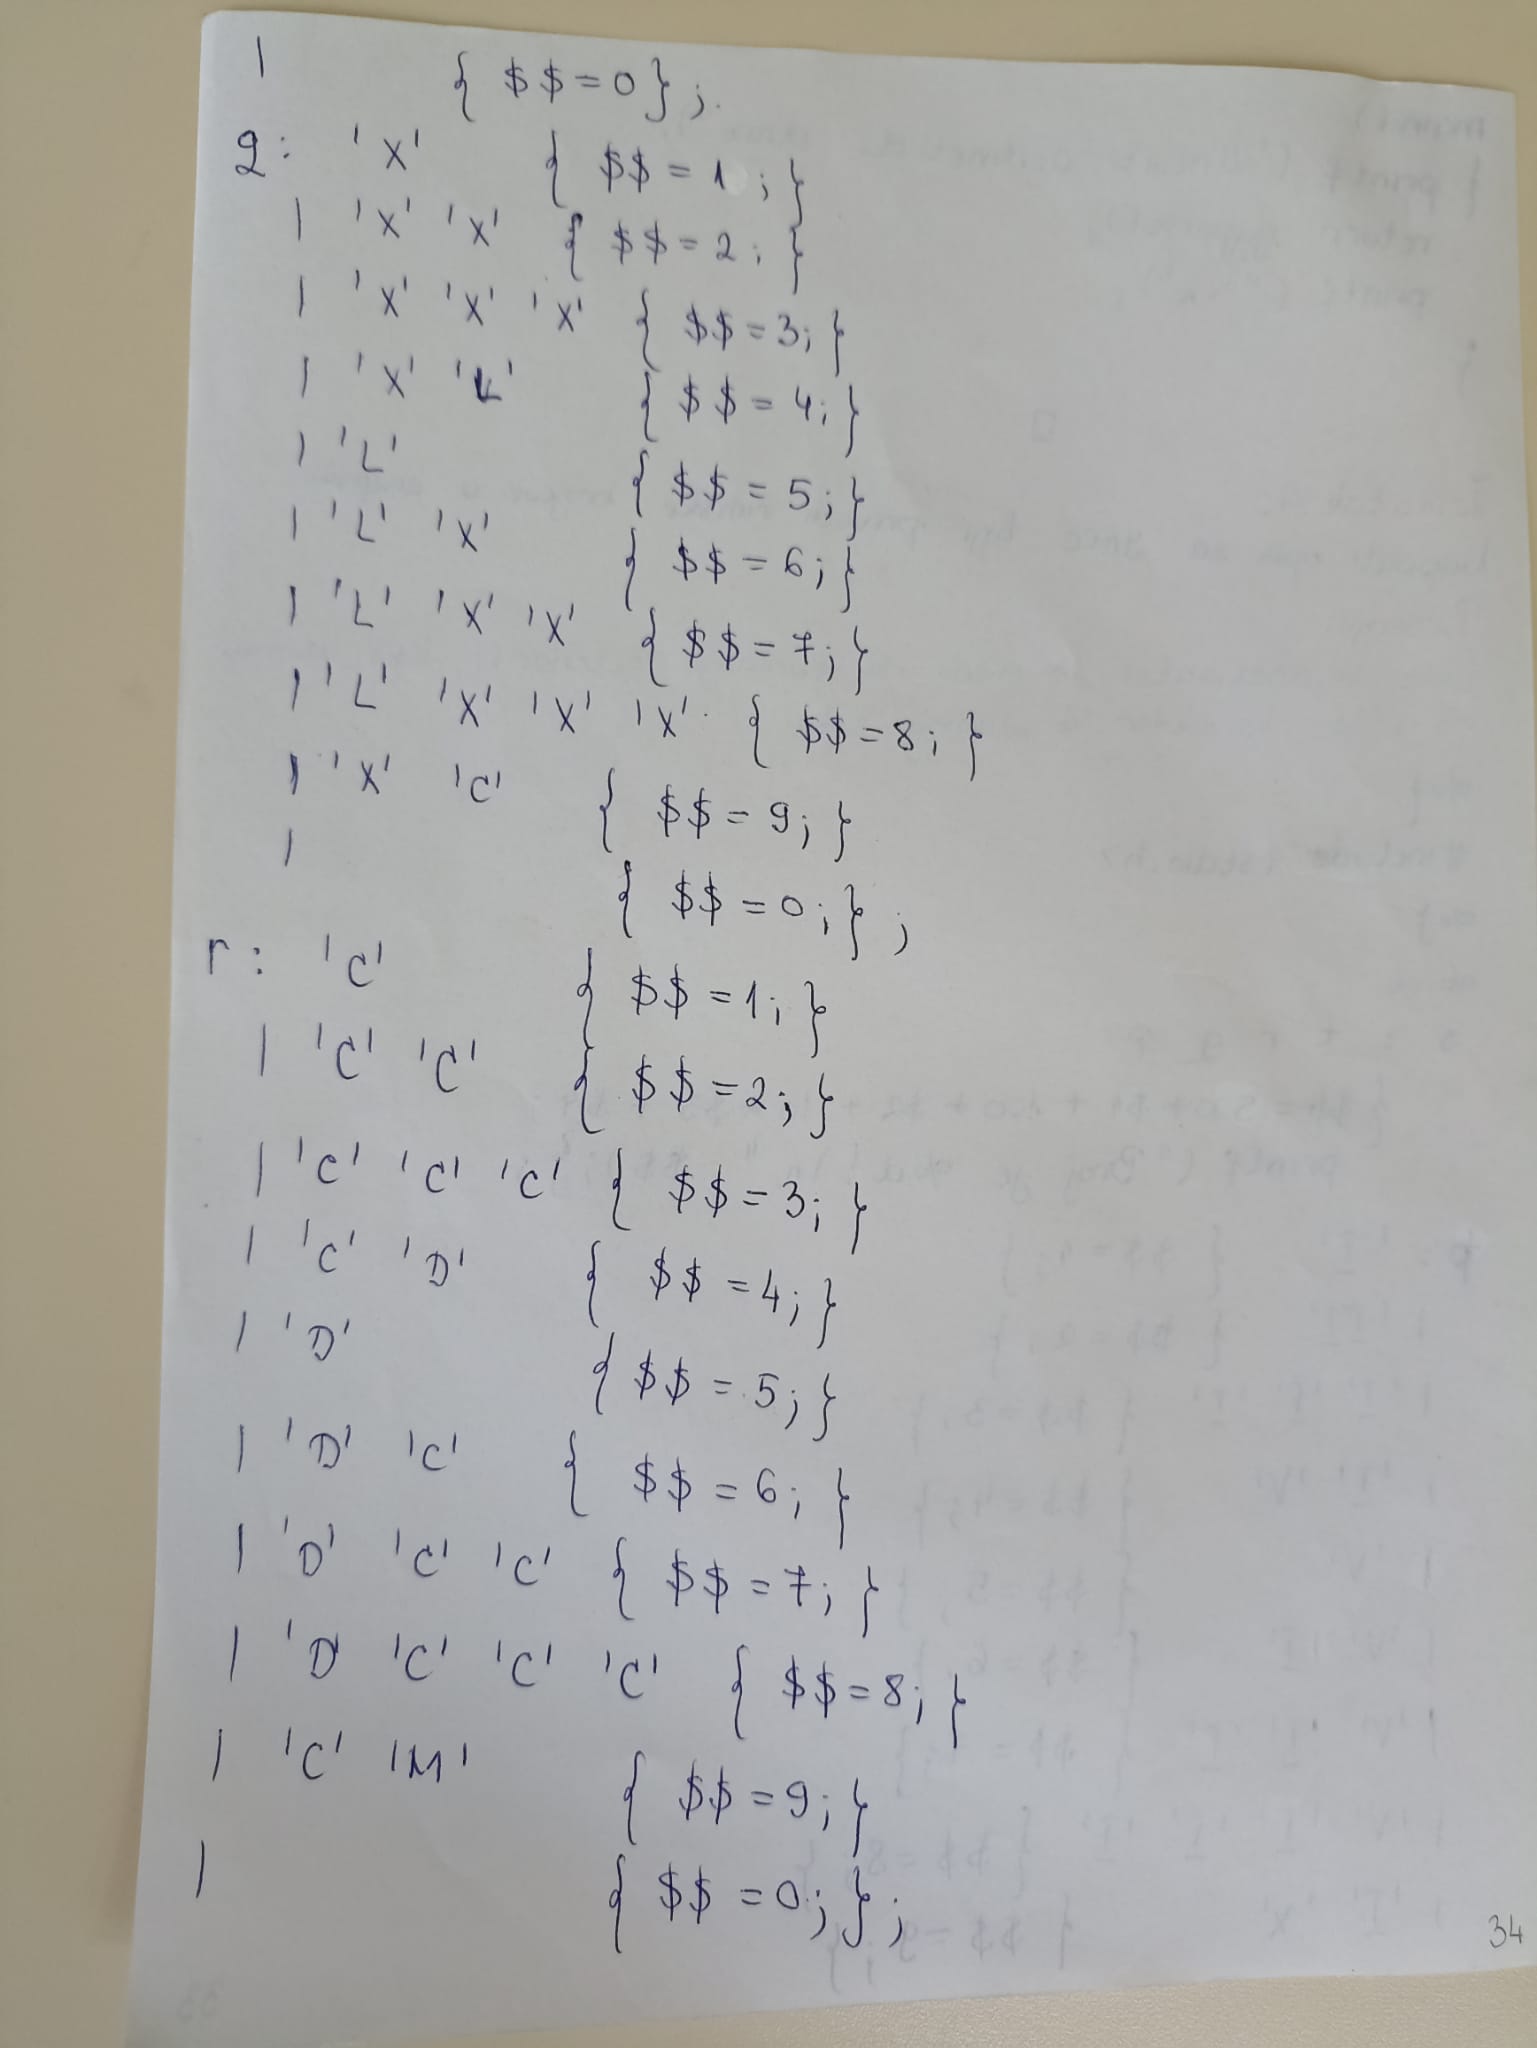 | { $$=0 } ;
q: 'X' { $$ = 1 ; }
| 'X' 'X' { $$ = 2 ; }
| 'X' 'X' 'X' { $$ = 3 ; }
| 'X' 'L' { $$ = 4 ; }
| 'L' { $$ = 5 ; }
| 'L' 'X' { $$ = 6 ; }
| 'L' 'X' 'X' { $$ = 7 ; }
| 'L' 'X' 'X' 'X' { $$ = 8 ; }
| 'X' 'C' { $$ = 9 ; }
| { $$ = 0 ; } ;
r: 'C' { $$ = 1 ; }
| 'C' 'C' { $$ = 2 ; }
| 'C' 'C' 'C' { $$ = 3 ; }
| 'C' 'D' { $$ = 4 ; }
| 'D' { $$ = 5 ; }
| 'D' 'C' { $$ = 6 ; }
| 'D' 'C' 'C' { $$ = 7 ; }
| 'D' 'C' 'C' 'C' { $$ = 8 ; }
| 'C' 'M' { $$ = 9 ; }
| { $$ = 0 ; } ;
34